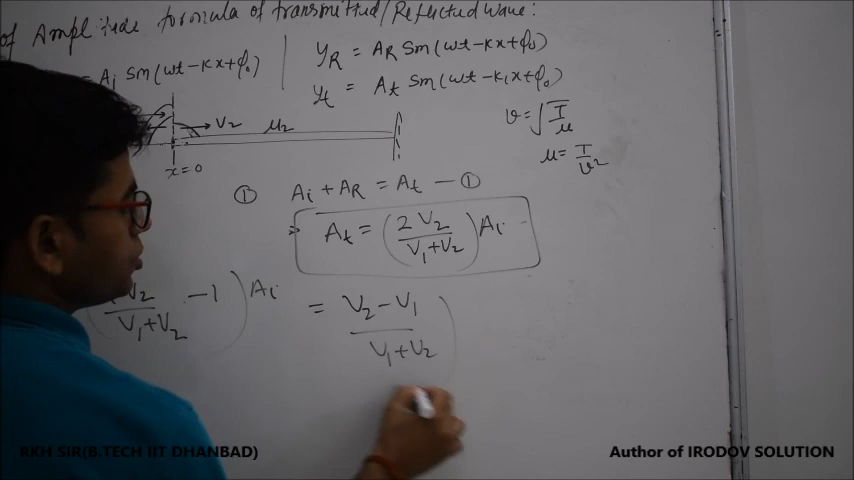 of Amplitude formula of transmitted/Reflected wave:
= Ai Sin(ωt-kx+φ₀)
yR = AR Sin(ωt-kx+φ₀)
yt = At Sin(ωt-k₁x+φ₀)
V2 μ2
x=0
v=√T/μ
μ= T/v²
① Ai + AR = At — ①
⇒ At = (2V2/V1+V2) Ai
(2V2/V1+V2 - 1) Ai = V2-V1/V1+V2)
RKH SIR(B.TECH IIT DHANBAD)
Author of IRODOV SOLUTION